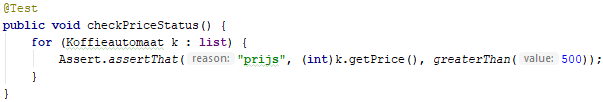 @Test
public void checkPriceStatus() {
for (Koffieautomaat k : list) {
Assert.assertThat( reason: "prijs", (int)k.getPrice(), greaterThan( value: 500));
}
}